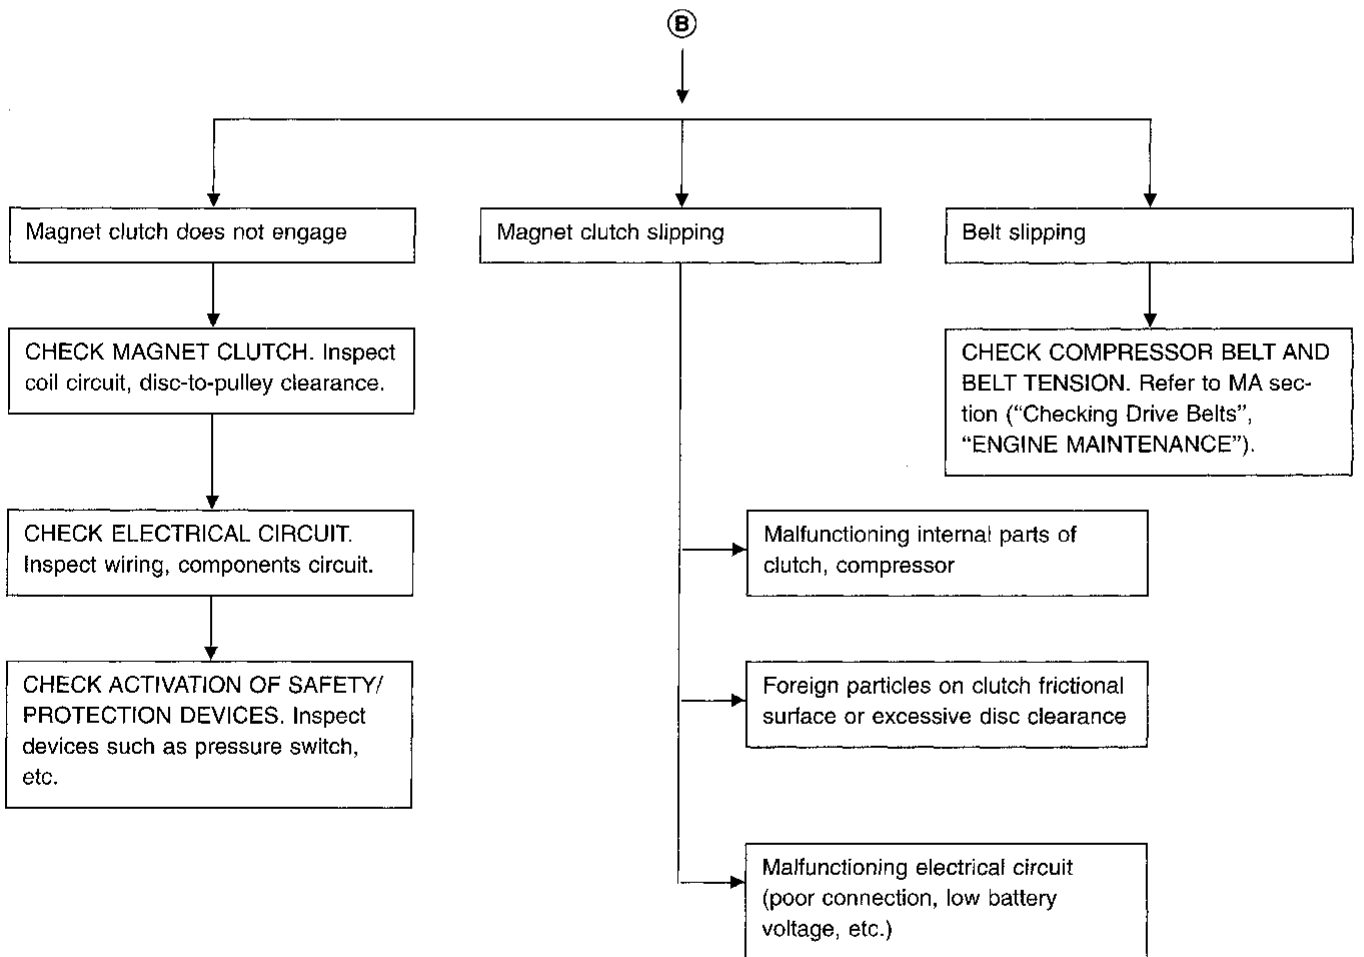 B
Magnet clutch does not engage
CHECK MAGNET CLUTCH. Inspect
coil circuit, disc-to-pulley clearance.
CHECK ELECTRICAL CIRCUIT.
Inspect wiring, components circuit.
CHECK ACTIVATION OF SAFETY/
PROTECTION DEVICES. Inspect
devices such as pressure switch,
etc.
Magnet clutch slipping
Malfunctioning internal parts of
clutch, compressor
Foreign particles on clutch frictional
surface or excessive disc clearance
Malfunctioning electrical circuit
(poor connection, low battery
voltage, etc.)
Belt slipping
CHECK COMPRESSOR BELT AND
BELT TENSION. Refer to MA sec-
tion (“Checking Drive Belts”,
“ENGINE MAINTENANCE”).